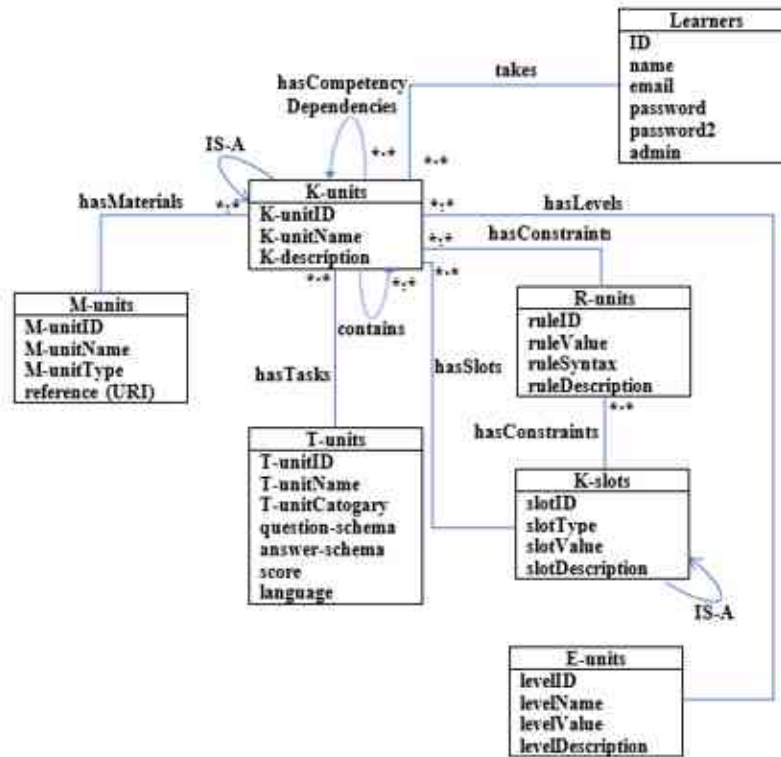 Learners
ID
name
email
password
password2
admin
takes
hasCompetency
Dependencies
*.*
*.*
IS-A
K-units
K-unitID
K-unitName
K-description
hasMaterials
*:*
*:*
hasLevels
*:*
hasConstraints
*.*
*:*
*.*
contains
M-units
M-unitID
M-unitName
M-unitType
reference (URI)
R-units
ruleID
ruleValue
ruleSyntax
ruleDescription
*.*
hasTasks
hasSlots
hasConstraints
T-units
T-unitID
T-unitName
T-unitCatogary
question-schema
answer-schema
score
language
K-slots
slotID
slotType
slotValue
slotDescription
IS-A
E-units
levelID
levelName
levelValue
levelDescription